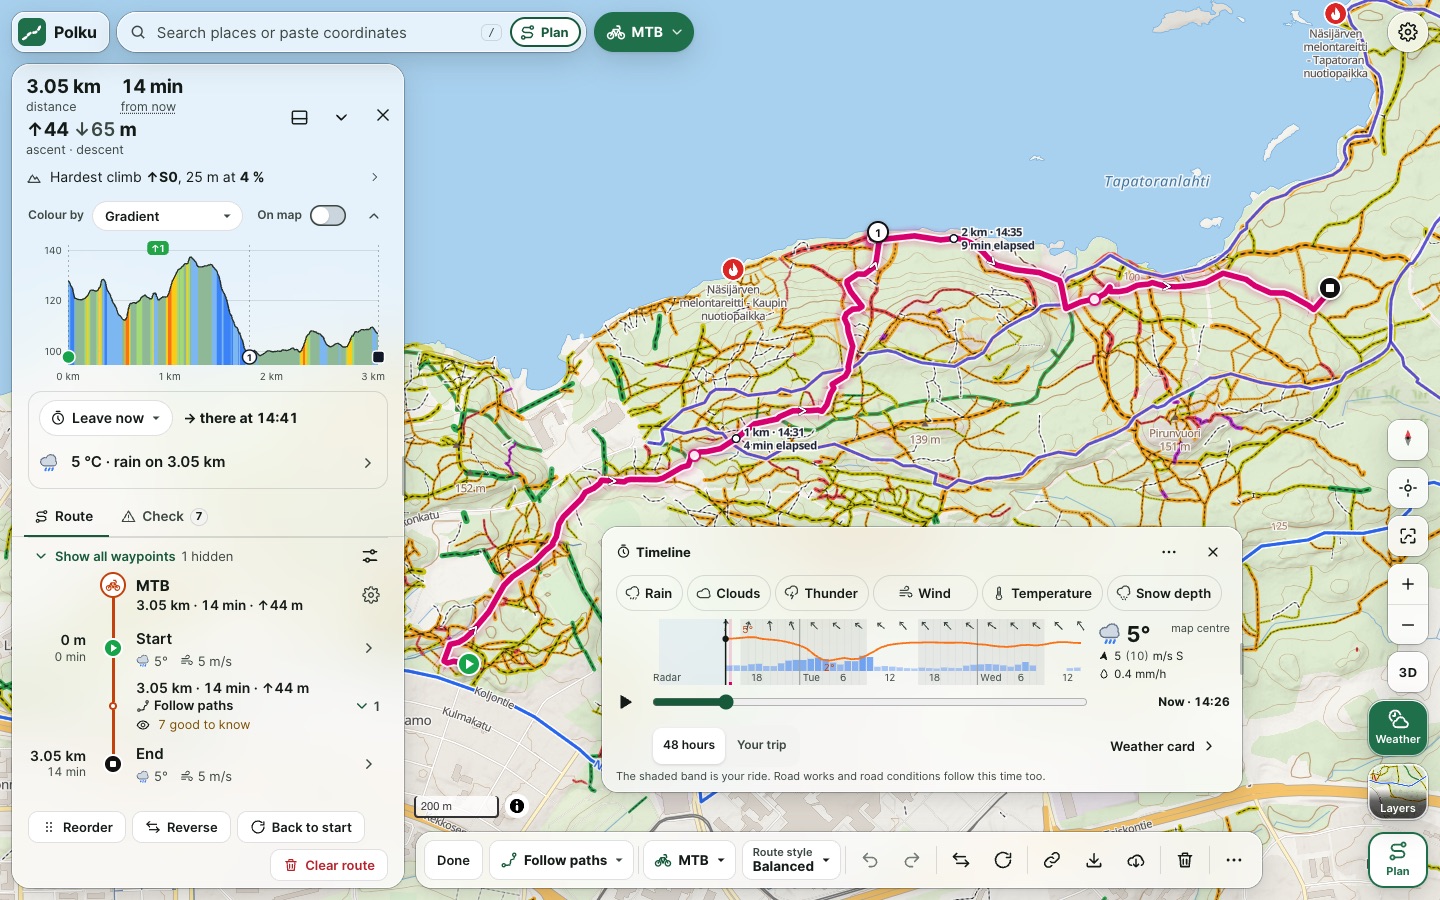 Polku
Search places or paste coordinates
/
Plan
MTB
3.05 km
14 min
distance
from now
↑44 ↓65 m
ascent · descent
Hardest climb ↑S0, 25 m at 4 %
Colour by
Gradient
On map
140
120
100
↑1
1
0 km
1 km
2 km
3 km
Leave now
→ there at 14:41
5 °C · rain on 3.05 km
Route
Check 7
Show all waypoints 1 hidden
MTB
3.05 km · 14 min · ↑44 m
0 m
0 min
Start
5° 5 m/s
3.05 km · 14 min · ↑44 m
Follow paths
1
7 good to know
3.05 km
14 min
End
5° 5 m/s
Reorder
Reverse
Back to start
Clear route
Näsijärven
melontareitti
- Tapatoran
nuotiopaikka
Tapatoranlahti
1
2 km · 14:35
9 min elapsed
Näsijärven
melontareitti - Kaupin
nuotiopaikka
100
1 km · 14:31
4 min elapsed
139 m
Pirunvuori
151 m
152 m
125
Koljontie
Kulmakatu
200 m
Timeline
Rain
Clouds
Thunder
Wind
Temperature
Snow depth
5°
2°
Radar
18
Tue
6
12
18
Wed
6
12
5°
map centre
5 (10) m/s S
0.4 mm/h
Now · 14:26
48 hours
Your trip
Weather card
The shaded band is your ride. Road works and road conditions follow this time too.
3D
Weather
Layers
Plan
Done
Follow paths
MTB
Route style
Balanced